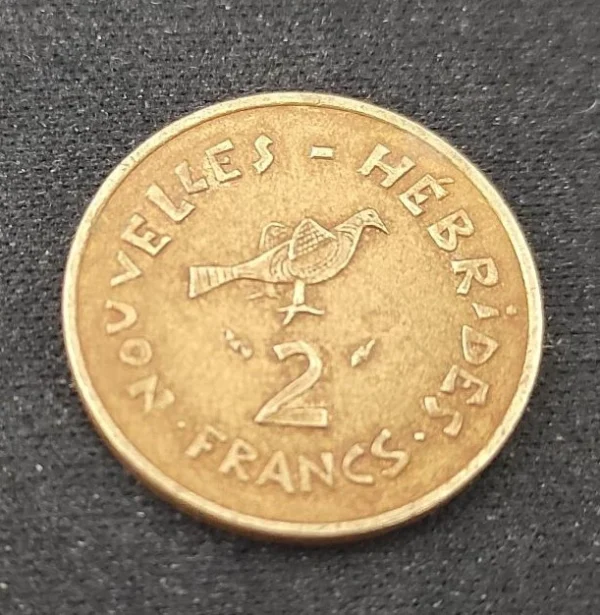 NOUVELLES - HÉBRIDES
2
· FRANCS ·